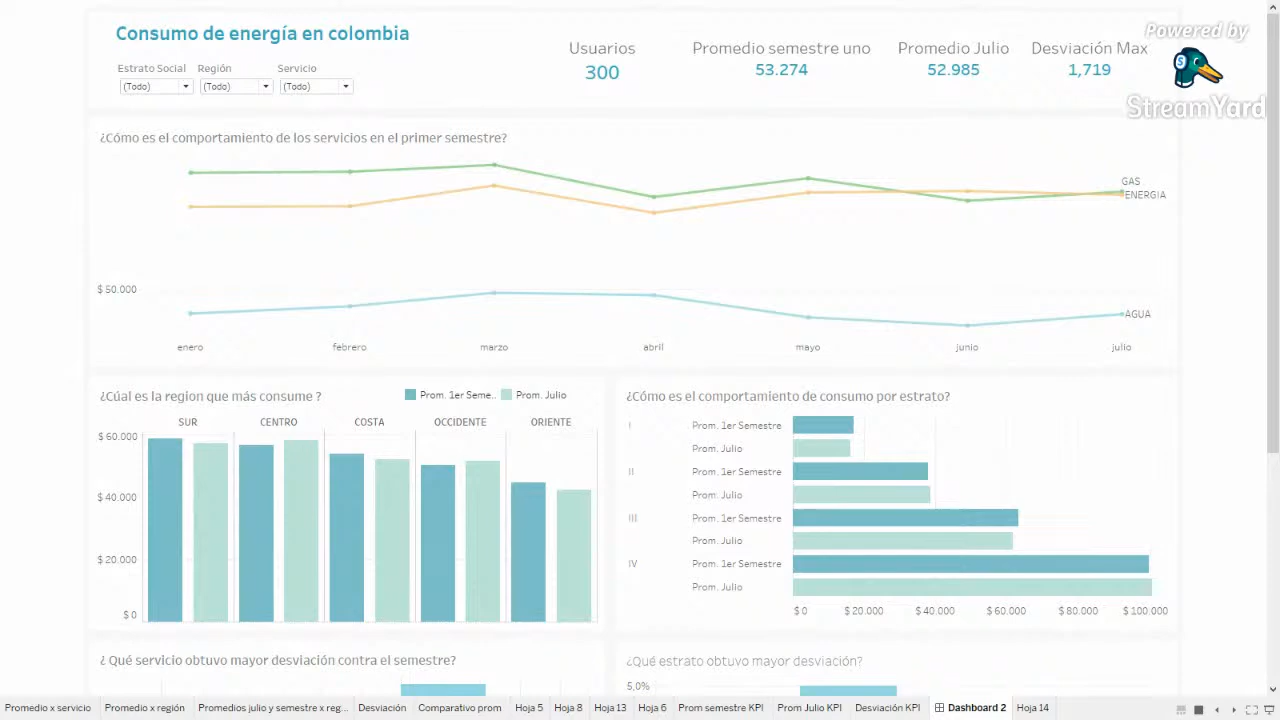 Consumo de energía en colombia
Powered by
StreamYard
Usuarios
300
Promedio semestre uno
53.274
Promedio Julio
52.985
Desviación Max
1,719
Estrato Social
Región
Servicio
(Todo)
(Todo)
(Todo)
¿Cómo es el comportamiento de los servicios en el primer semestre?
GAS
ENERGIA
$ 50.000
AGUA
enero
febrero
marzo
abril
mayo
junio
julio
¿Cúal es la region que más consume ?
Prom. 1er Seme..
Prom. Julio
SUR
CENTRO
COSTA
OCCIDENTE
ORIENTE
$ 60.000
$ 40.000
$ 20.000
$ 0
¿Cómo es el comportamiento de consumo por estrato?
I
Prom. 1er Semestre
Prom. Julio
II
Prom. 1er Semestre
Prom. Julio
III
Prom. 1er Semestre
Prom. Julio
IV
Prom. 1er Semestre
Prom. Julio
$ 0
$ 20.000
$ 40.000
$ 60.000
$ 80.000
$ 100.000
¿ Qué servicio obtuvo mayor desviación contra el semestre?
¿Qué estrato obtuvo mayor desviación?
5,0%
Promedio x servicio
Promedio x región
Promedios julio y semestre x reg...
Desviación
Comparativo prom
Hoja 5
Hoja 8
Hoja 13
Hoja 6
Prom semestre KPI
Prom Julio KPI
Desviación KPI
Dashboard 2
Hoja 14